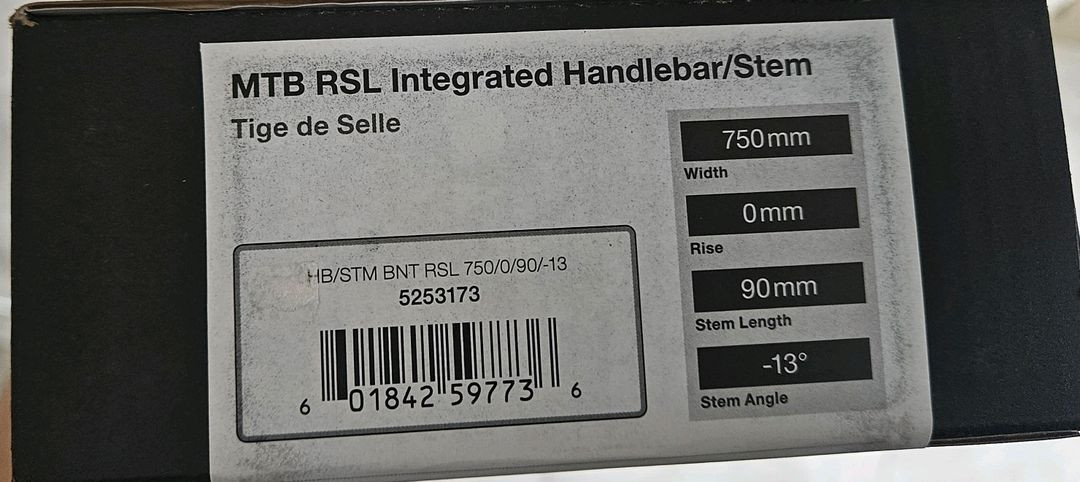 MTB RSL Integrated Handlebar/Stem
Tige de Selle
750mm
Width
0mm
Rise
90mm
Stem Length
-13°
Stem Angle
HB/STM BNT RSL 750/0/90/-13
5253173
6 01842 59773 6